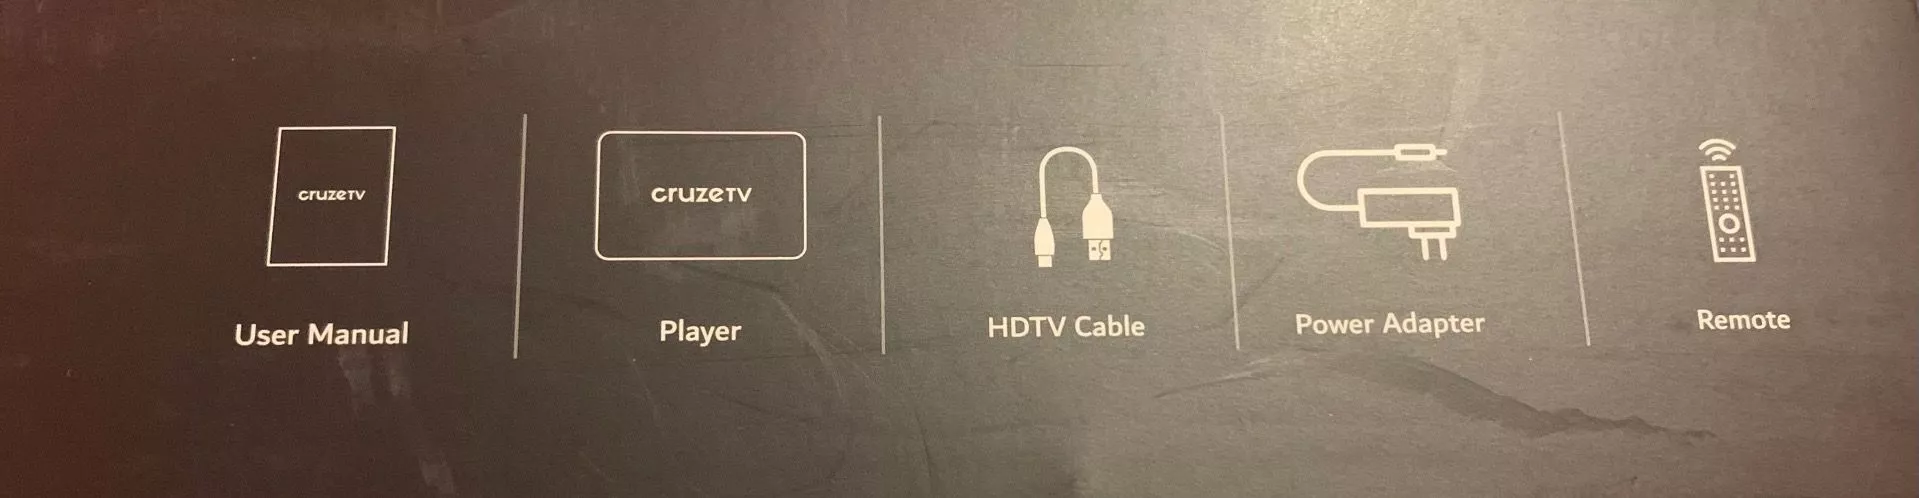 cruzeTV
cruzeTV
User Manual
Player
HDTV Cable
Power Adapter
Remote